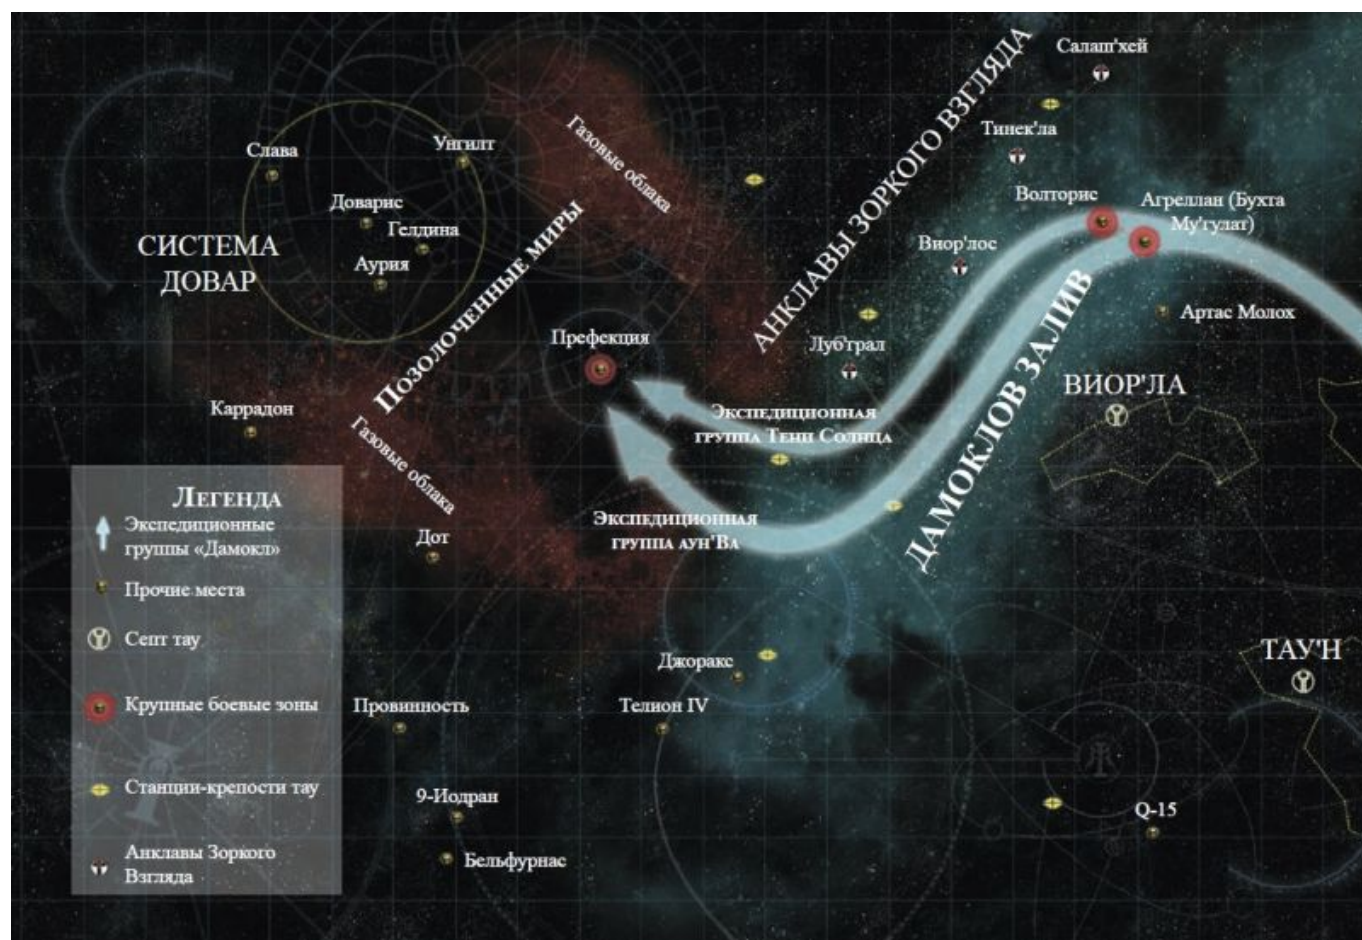 Салаш'хей
АНКЛАВЫ ЗОРКОГО ВЗГЛЯДА
Тинек'ла
Газовые облака
Унгилт
Слава
Доварис
Гелдина
Аурия
СИСТЕМА
ДОВАР
Позолоченные миры
Волторис
Агреллан (Бухта
Му'гулат)
Виор'лос
Артас Молох
Префекция
Луб'грал
ДАМОКЛОВ ЗАЛИВ
ВИОР'ЛА
Каррадон
Газовые облака
Экспедиционная
группа Тени Солнца
Экспедиционная
группа аун'Ва
Дот
Легенда
Экспедиционные
группы «Дамокл»
Прочие места
Септ тау
Крупные боевые зоны
Станции-крепости тау
Анклавы Зоркого
Взгляда
Джоракс
ТАУ'Н
Провинность
Телион IV
9-Иодран
Q-15
Бельфурнас